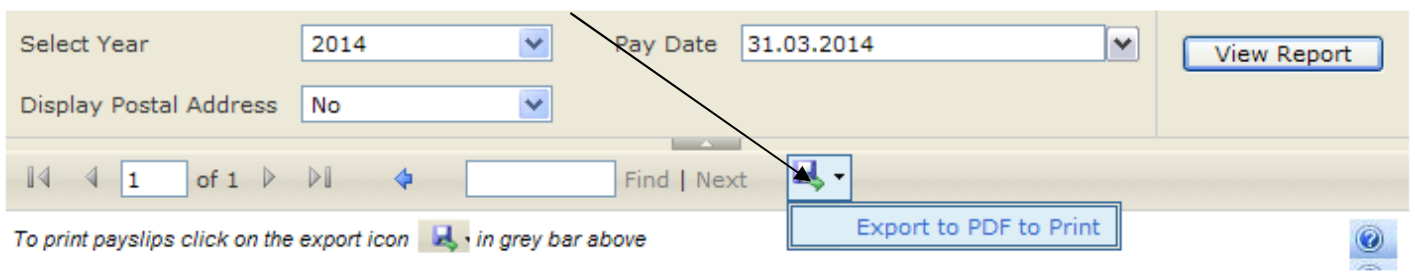 Select Year 2014 Pay Date 31.03.2014 View Report
Display Postal Address No
1 of 1 Find | Next
Export to PDF to Print
To print payslips click on the export icon in grey bar above